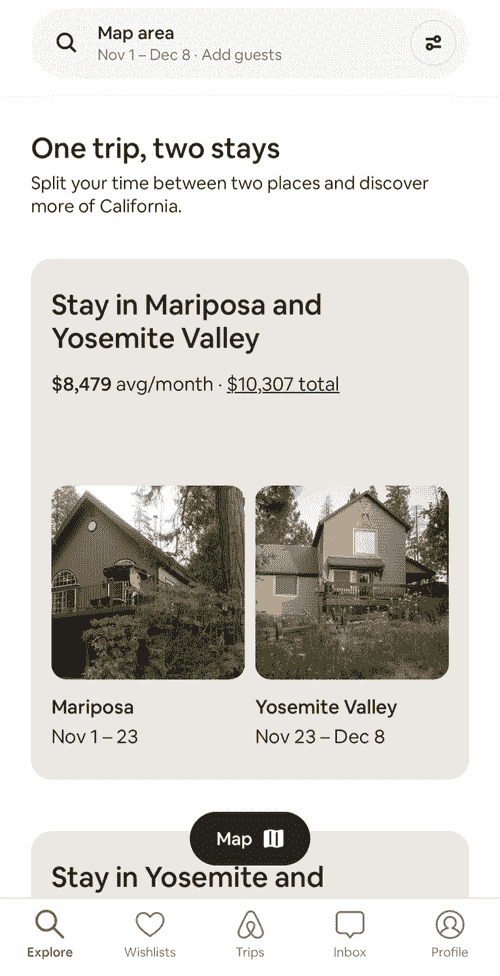 Map area
Nov 1 – Dec 8 · Add guests
One trip, two stays
Split your time between two places and discover
more of California.
Stay in Mariposa and
Yosemite Valley
$8,479 avg/month · $10,307 total
Mariposa
Nov 1 – 23
Yosemite Valley
Nov 23 – Dec 8
Map
Stay in Yosemite and
Explore
Wishlists
Trips
Inbox
Profile